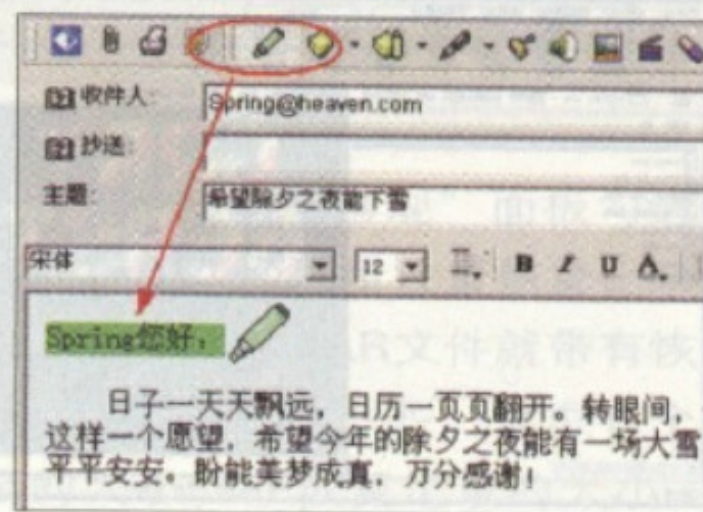 收件人:
Spring@heaven.com
抄送:
主题:
希望除夕之夜能下雪
宋体
12
B I U A
Spring您好，
日子一天天飘远，日历一页页翻开。转眼间，
这样一个愿望，希望今年的除夕之夜能有一场大雪
平平安安。盼能美梦成真，万分感谢！